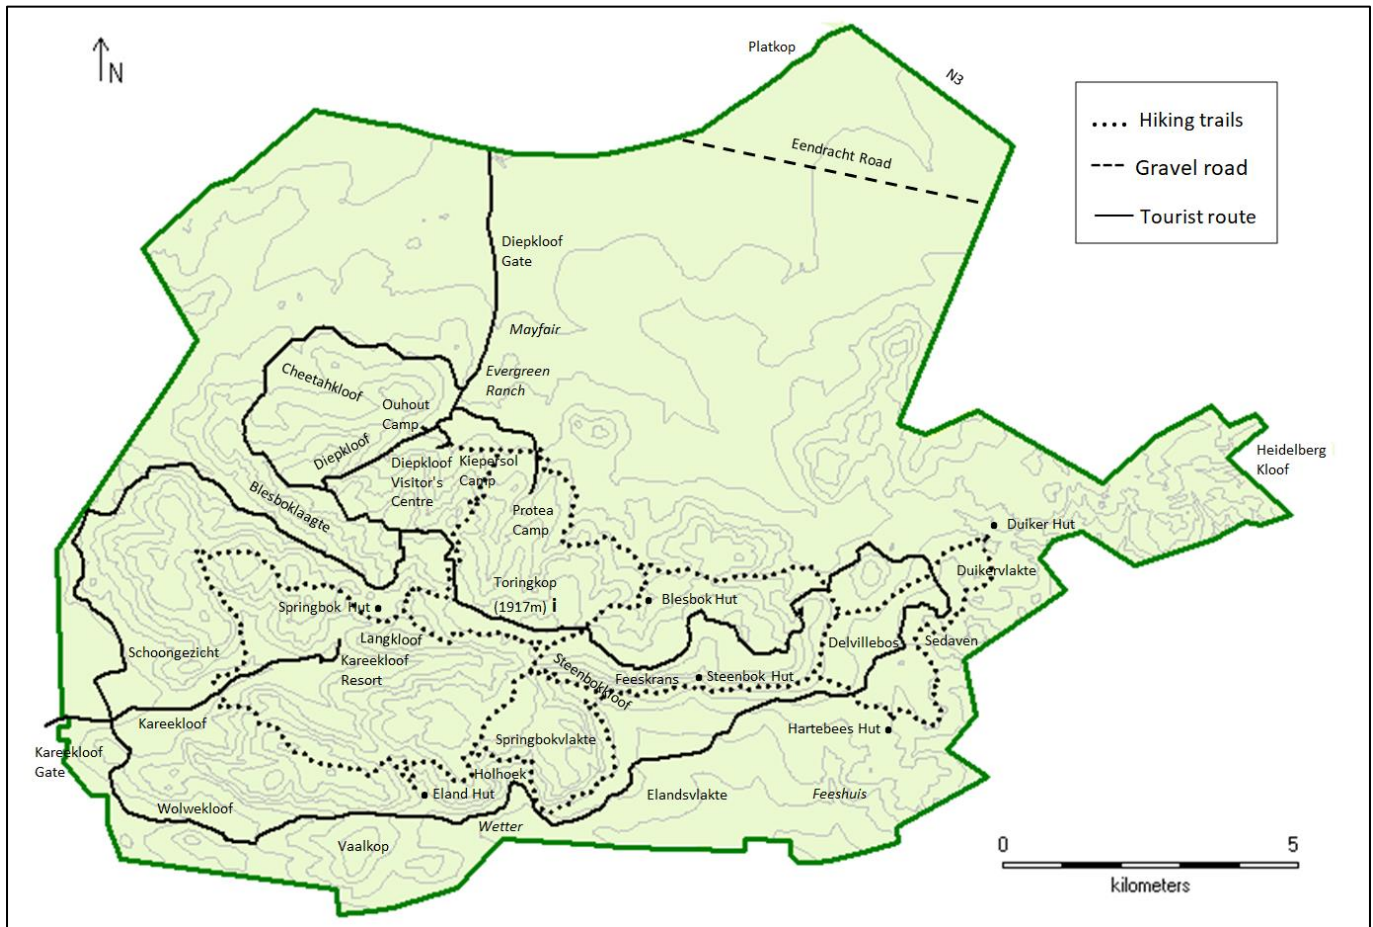 Platkop
N3
N
Hiking trails
Eendracht Road
Gravel road
Tourist route
Diepkloof
Gate
Mayfair
Evergreen
Ranch
Cheetahkloof
Ouhout
Camp
Diepkloof
Diepkloof
Visitor's
Centre
Kiepersol
Camp
Heidelberg
Kloof
Blesboklaagte
Protea
Camp
Duiker Hut
Duikervlakte
Toringkop
(1917m) i
Blesbok Hut
Springbok Hut
Langkloof
Schoongezicht
Kareekloof
Resort
Delvillebos
Sedaven
Steenbokkloof
Feeskrans
Steenbok Hut
Kareekloof
Hartebees Hut
Springbokvlakte
Kareekloof
Gate
Holhoek
Eland Hut
Elandsvlakte
Feeshuis
Wolwekloof
Wetter
Vaalkop
0 5
kilometers